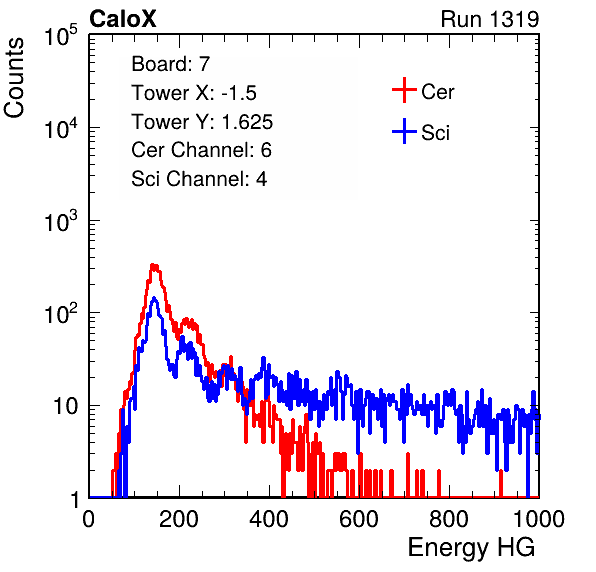 CaloX Run 1319
Counts
Board: 7
Tower X: -1.5
Tower Y: 1.625
Cer Channel: 6
Sci Channel: 4
Cer
Sci
10^5
10^4
10^3
10^2
10
1
0 200 400 600 800 1000
Energy HG